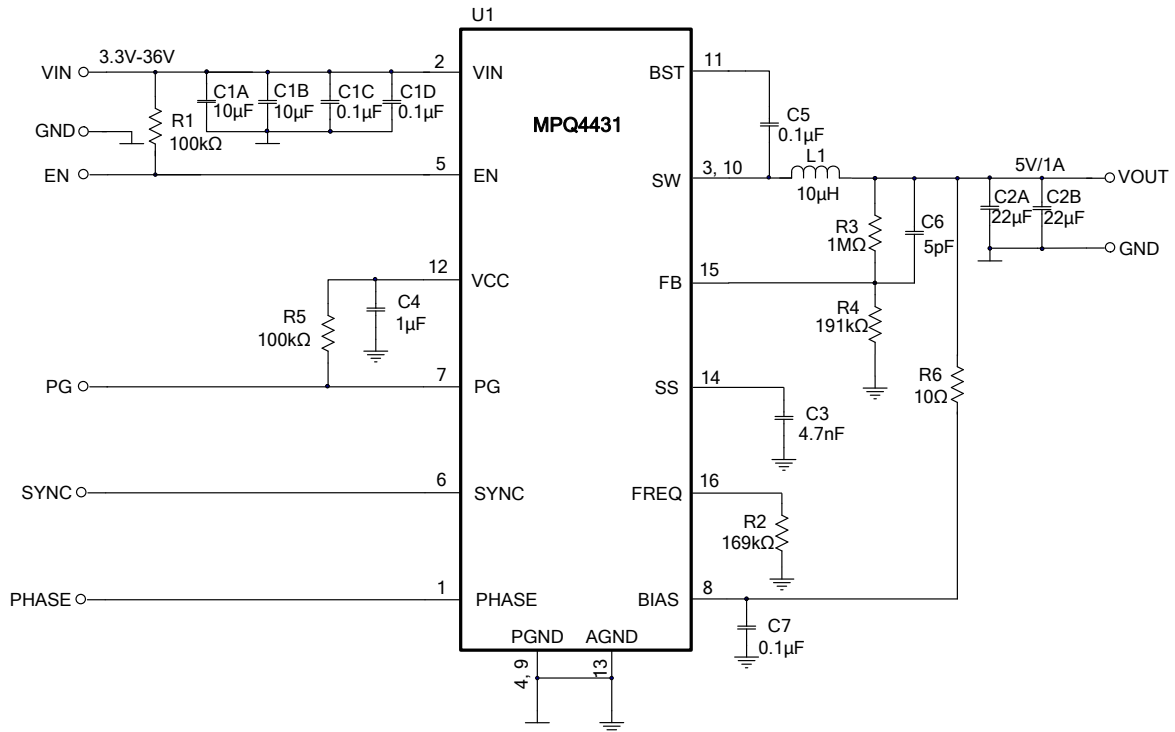 U1
3.3V-36V
VIN
2
VIN
C1A
10µF
C1B
10µF
C1C
0.1µF
C1D
0.1µF
GND
R1
100kΩ
EN
5
EN
MPQ4431
BST
11
C5
0.1µF
L1
10µH
SW
3, 10
5V/1A
VOUT
C2A
22µF
C2B
22µF
GND
R3
1MΩ
C6
5pF
12
VCC
C4
1µF
R5
100kΩ
FB
15
R4
191kΩ
PG
7
PG
SS
14
C3
4.7nF
R6
10Ω
SYNC
6
SYNC
FREQ
16
R2
169kΩ
PHASE
1
PHASE
BIAS
8
C7
0.1µF
PGND
AGND
4, 9
13